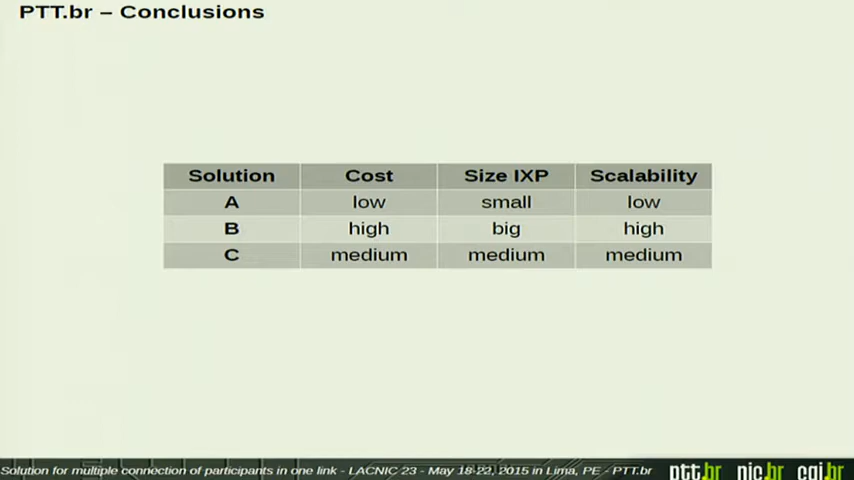 PTT.br – Conclusions
Solution Cost Size IXP Scalability
A low small low
B high big high
C medium medium medium
Solution for multiple connection of participants in one link - LACNIC 23 - May 18-22, 2015 in Lima, PE - PTT.br
ptt.br nic.br cgi.br